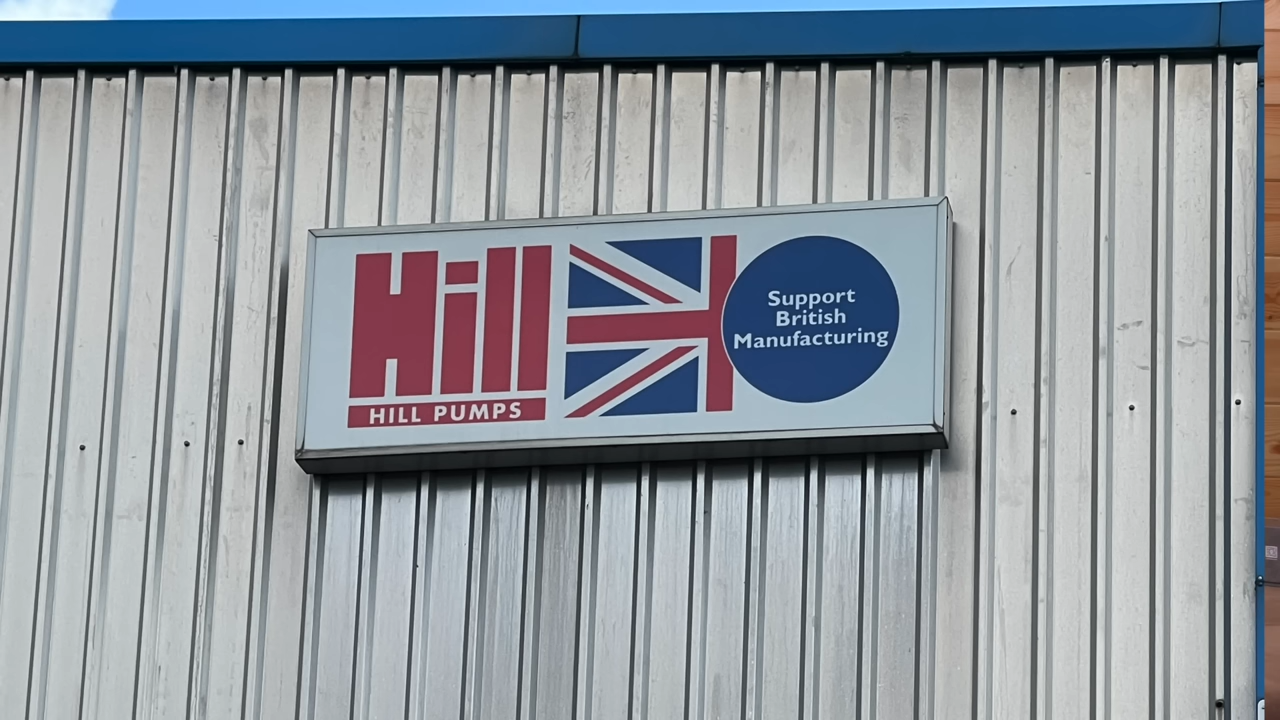 Hill
HILL PUMPS
Support
British
Manufacturing